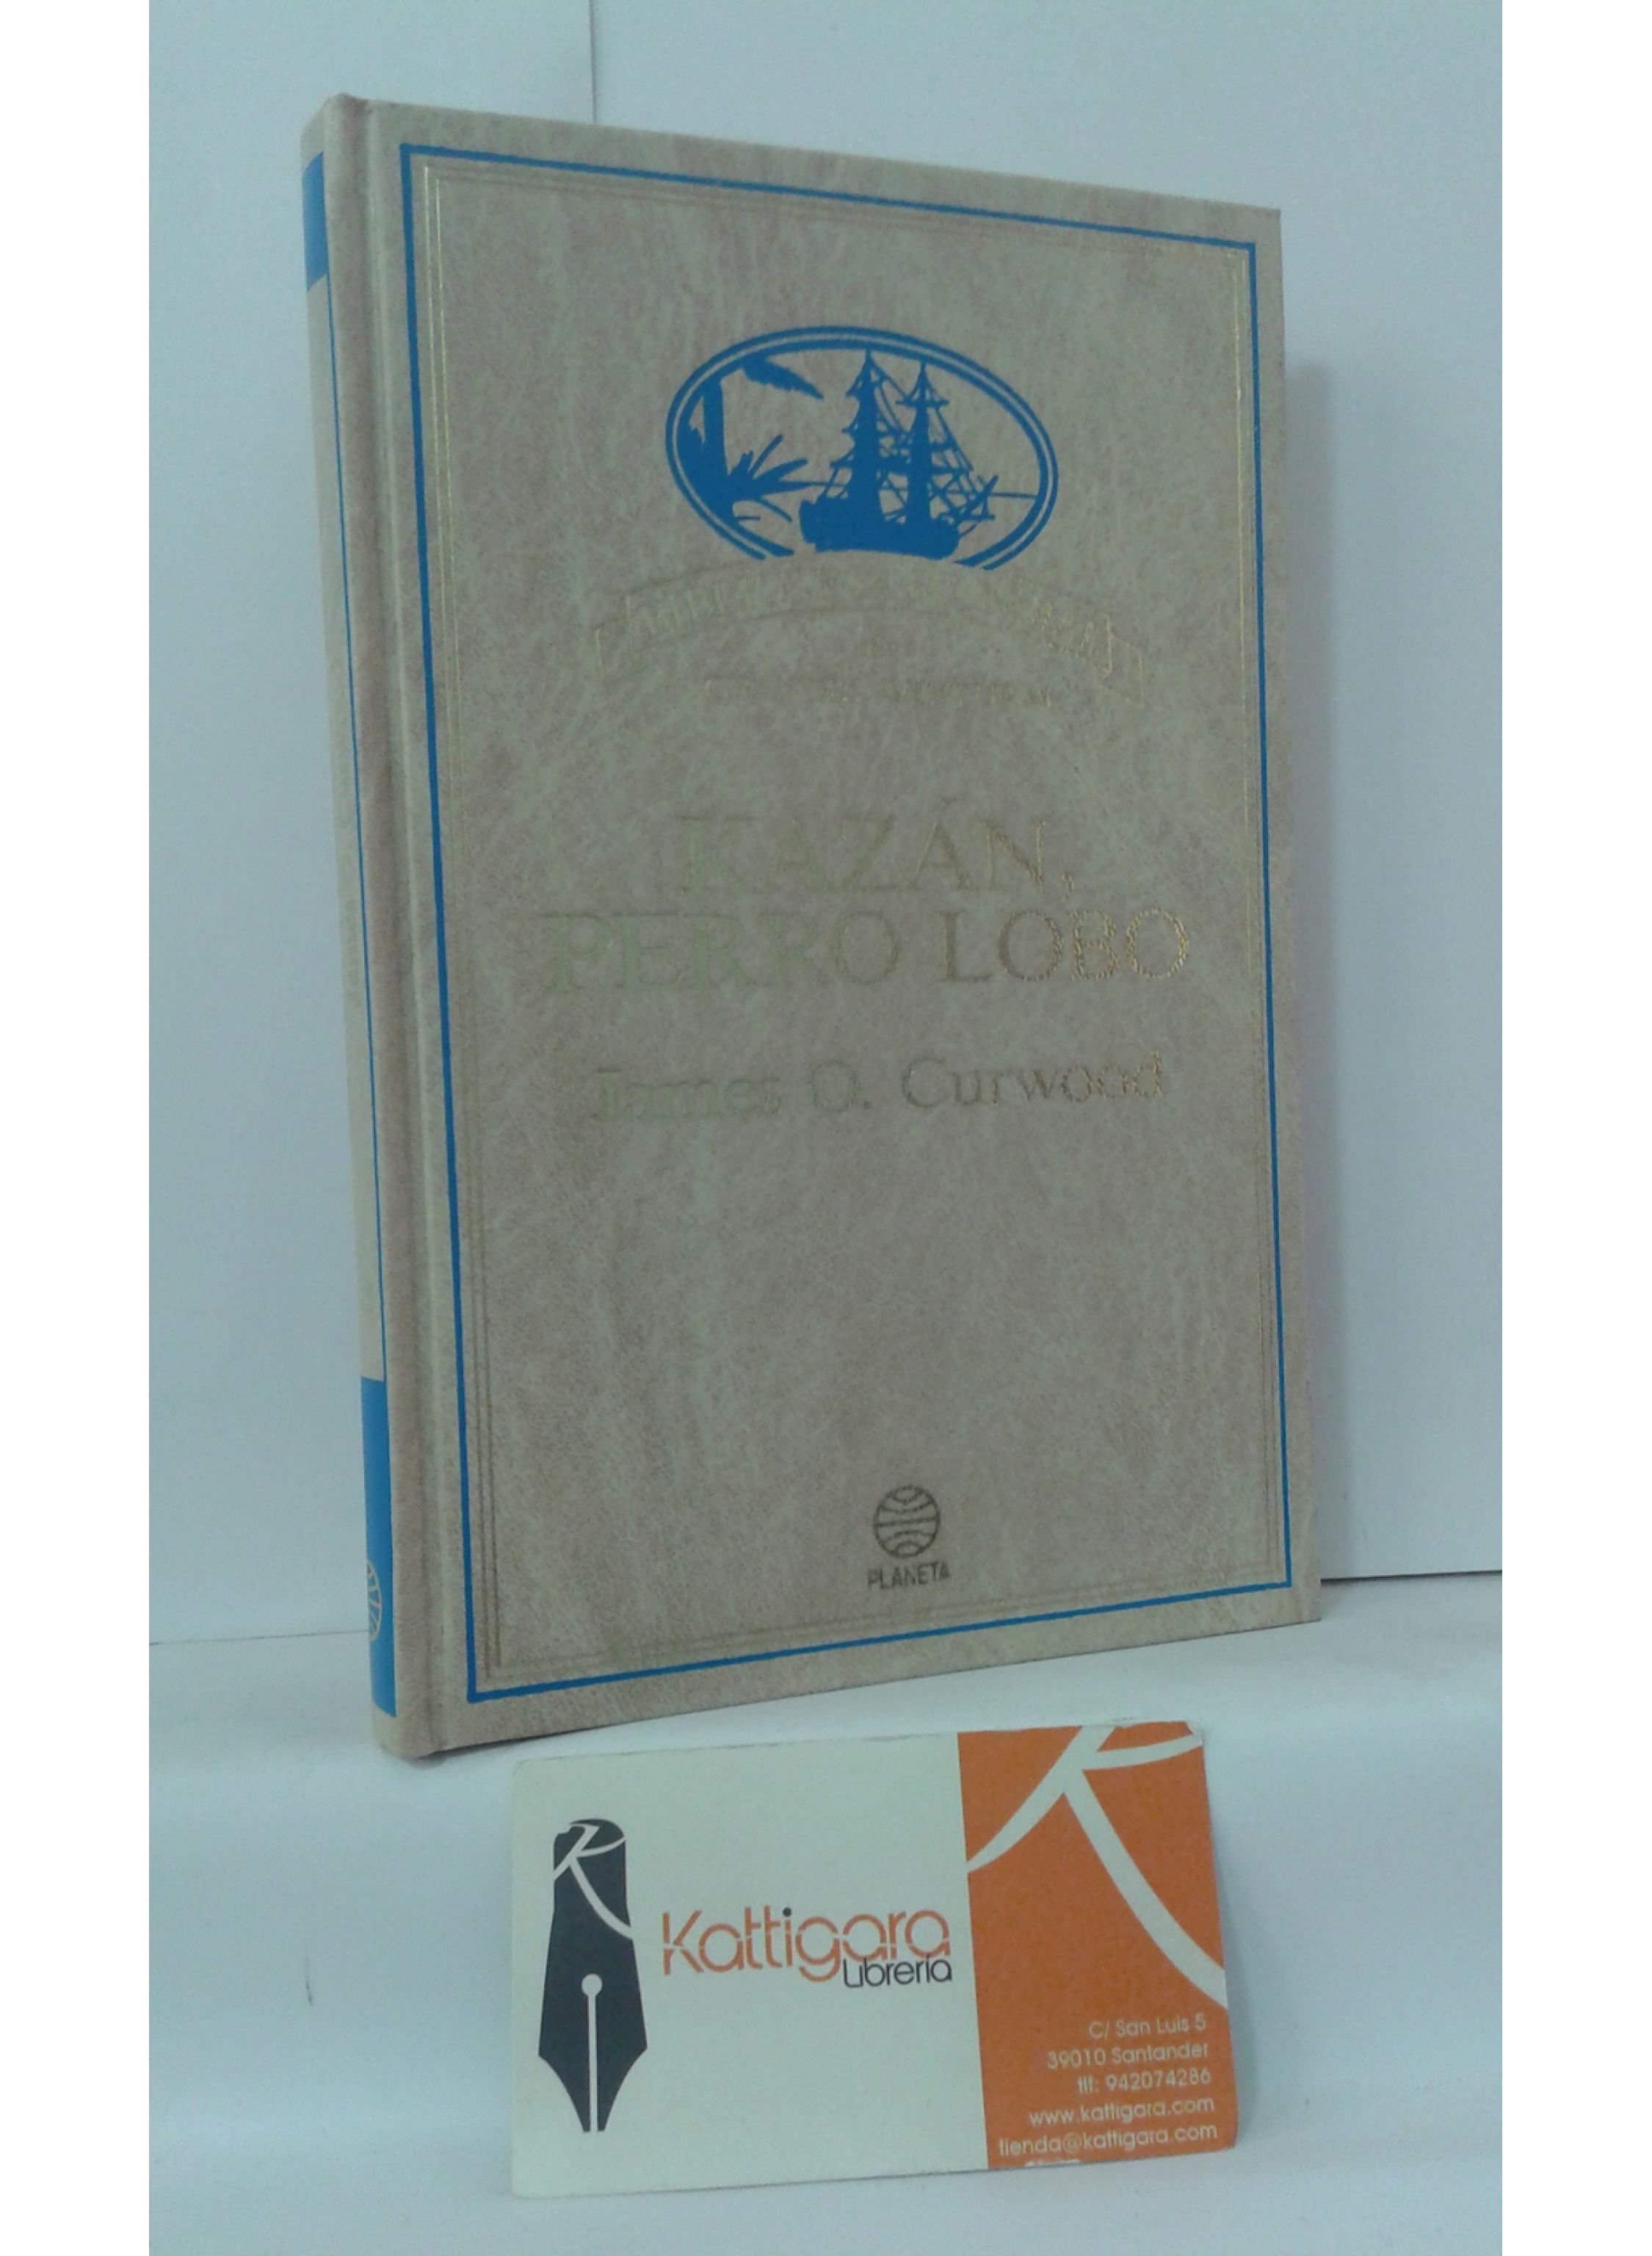 KAZÁN,
PERRO LOBO
James O. Curwood
PLANETA
K
Kattigara
Librería
C/ San Luis 5
39010 Santander
tlf: 942074286
www.kattigara.com
tienda@kattigara.com